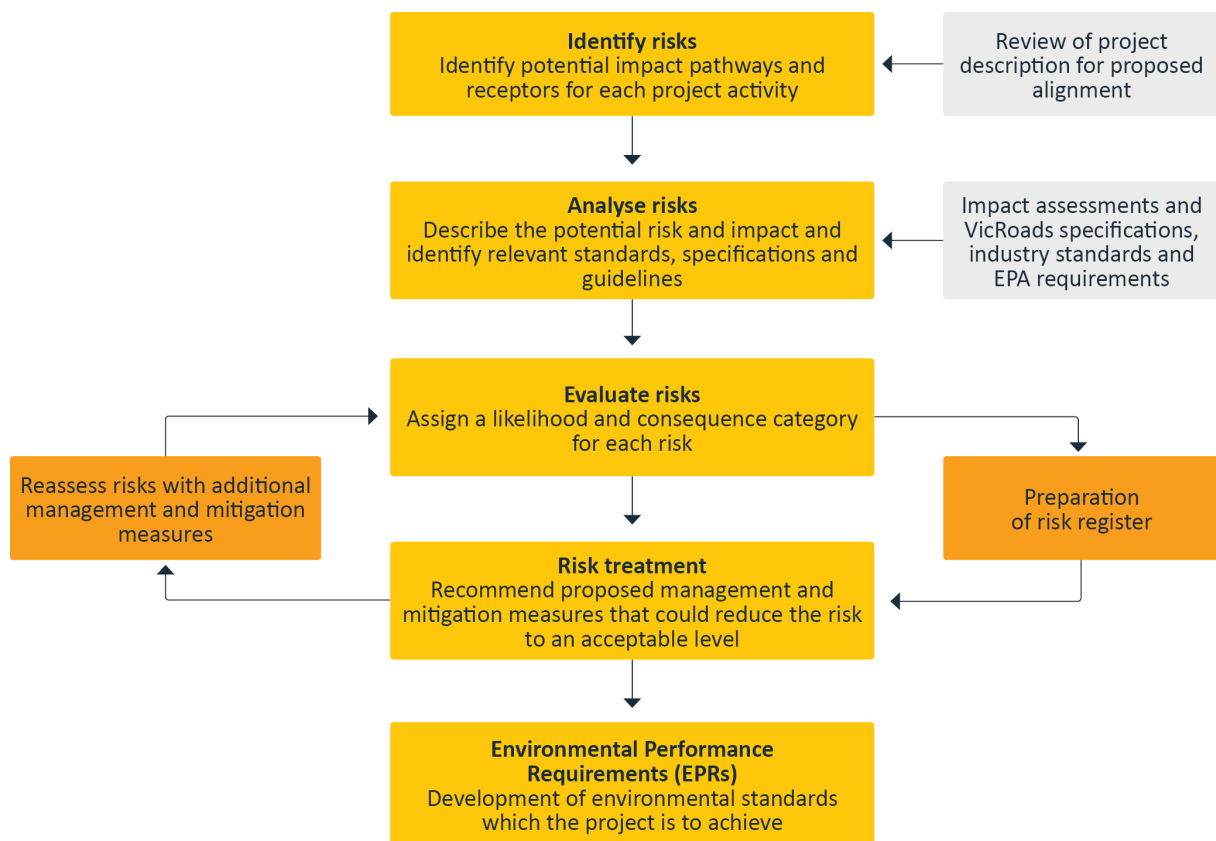 Identify risks
Identify potential impact pathways and
receptors for each project activity
Review of project
description for proposed
alignment
Analyse risks
Describe the potential risk and impact and
identify relevant standards, specifications and
guidelines
Impact assessments and
VicRoads specifications,
industry standards and
EPA requirements
Evaluate risks
Assign a likelihood and consequence category
for each risk
Reassess risks with additional
management and mitigation
measures
Preparation
of risk register
Risk treatment
Recommend proposed management and
mitigation measures that could reduce the risk
to an acceptable level
Environmental Performance
Requirements (EPRs)
Development of environmental standards
which the project is to achieve